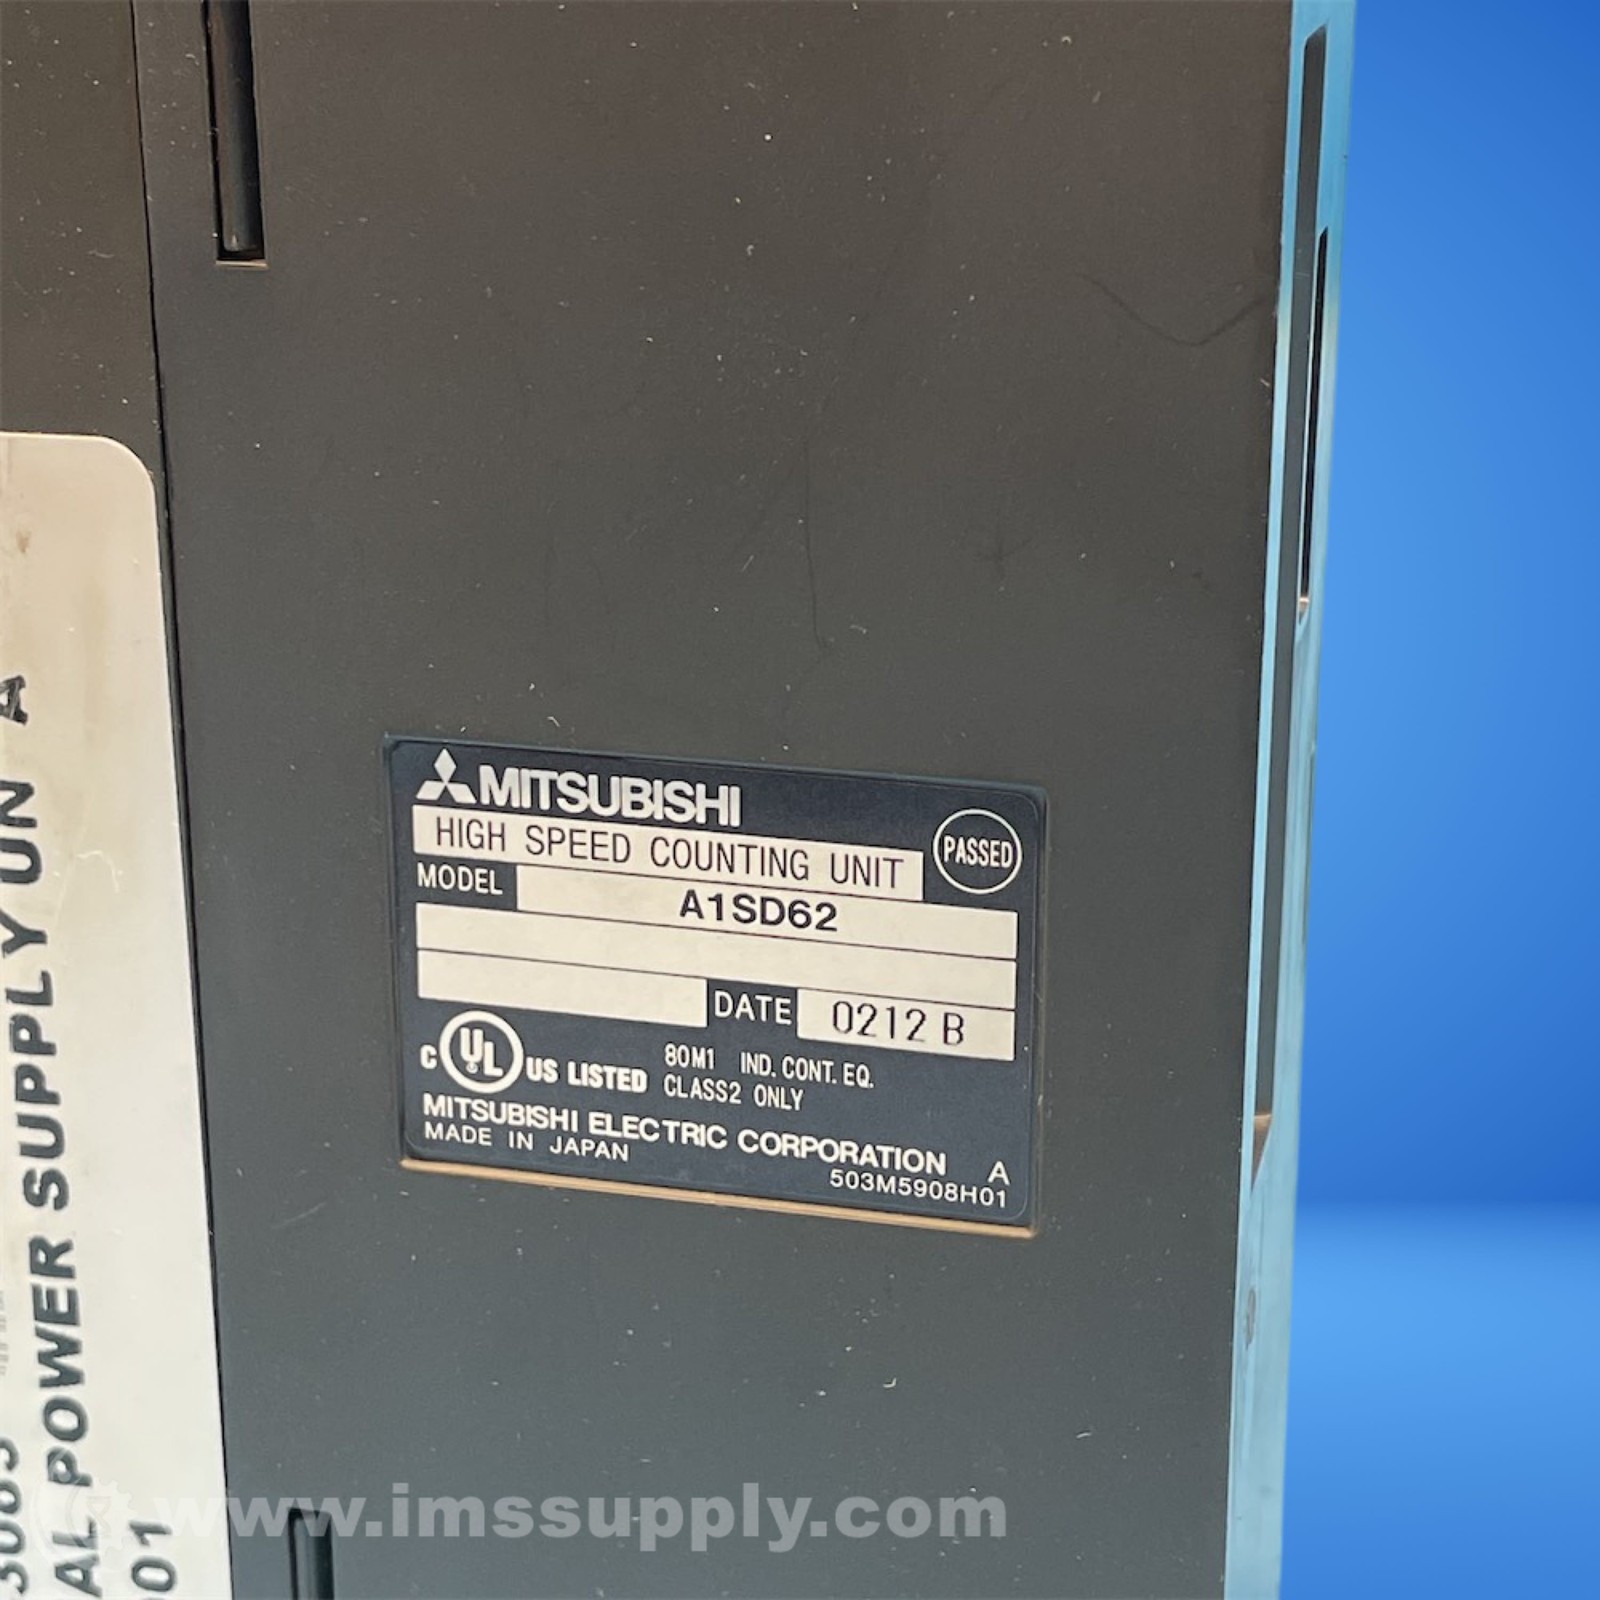 MITSUBISHI
HIGH SPEED COUNTING UNIT
PASSED
MODEL A1SD62
DATE 0212 B
C UL US LISTED 80M1 IND. CONT. EQ.
CLASS2 ONLY
MITSUBISHI ELECTRIC CORPORATION A
MADE IN JAPAN 503M5908H01
AL POWER SUPPLY UN A
www.imssupply.com